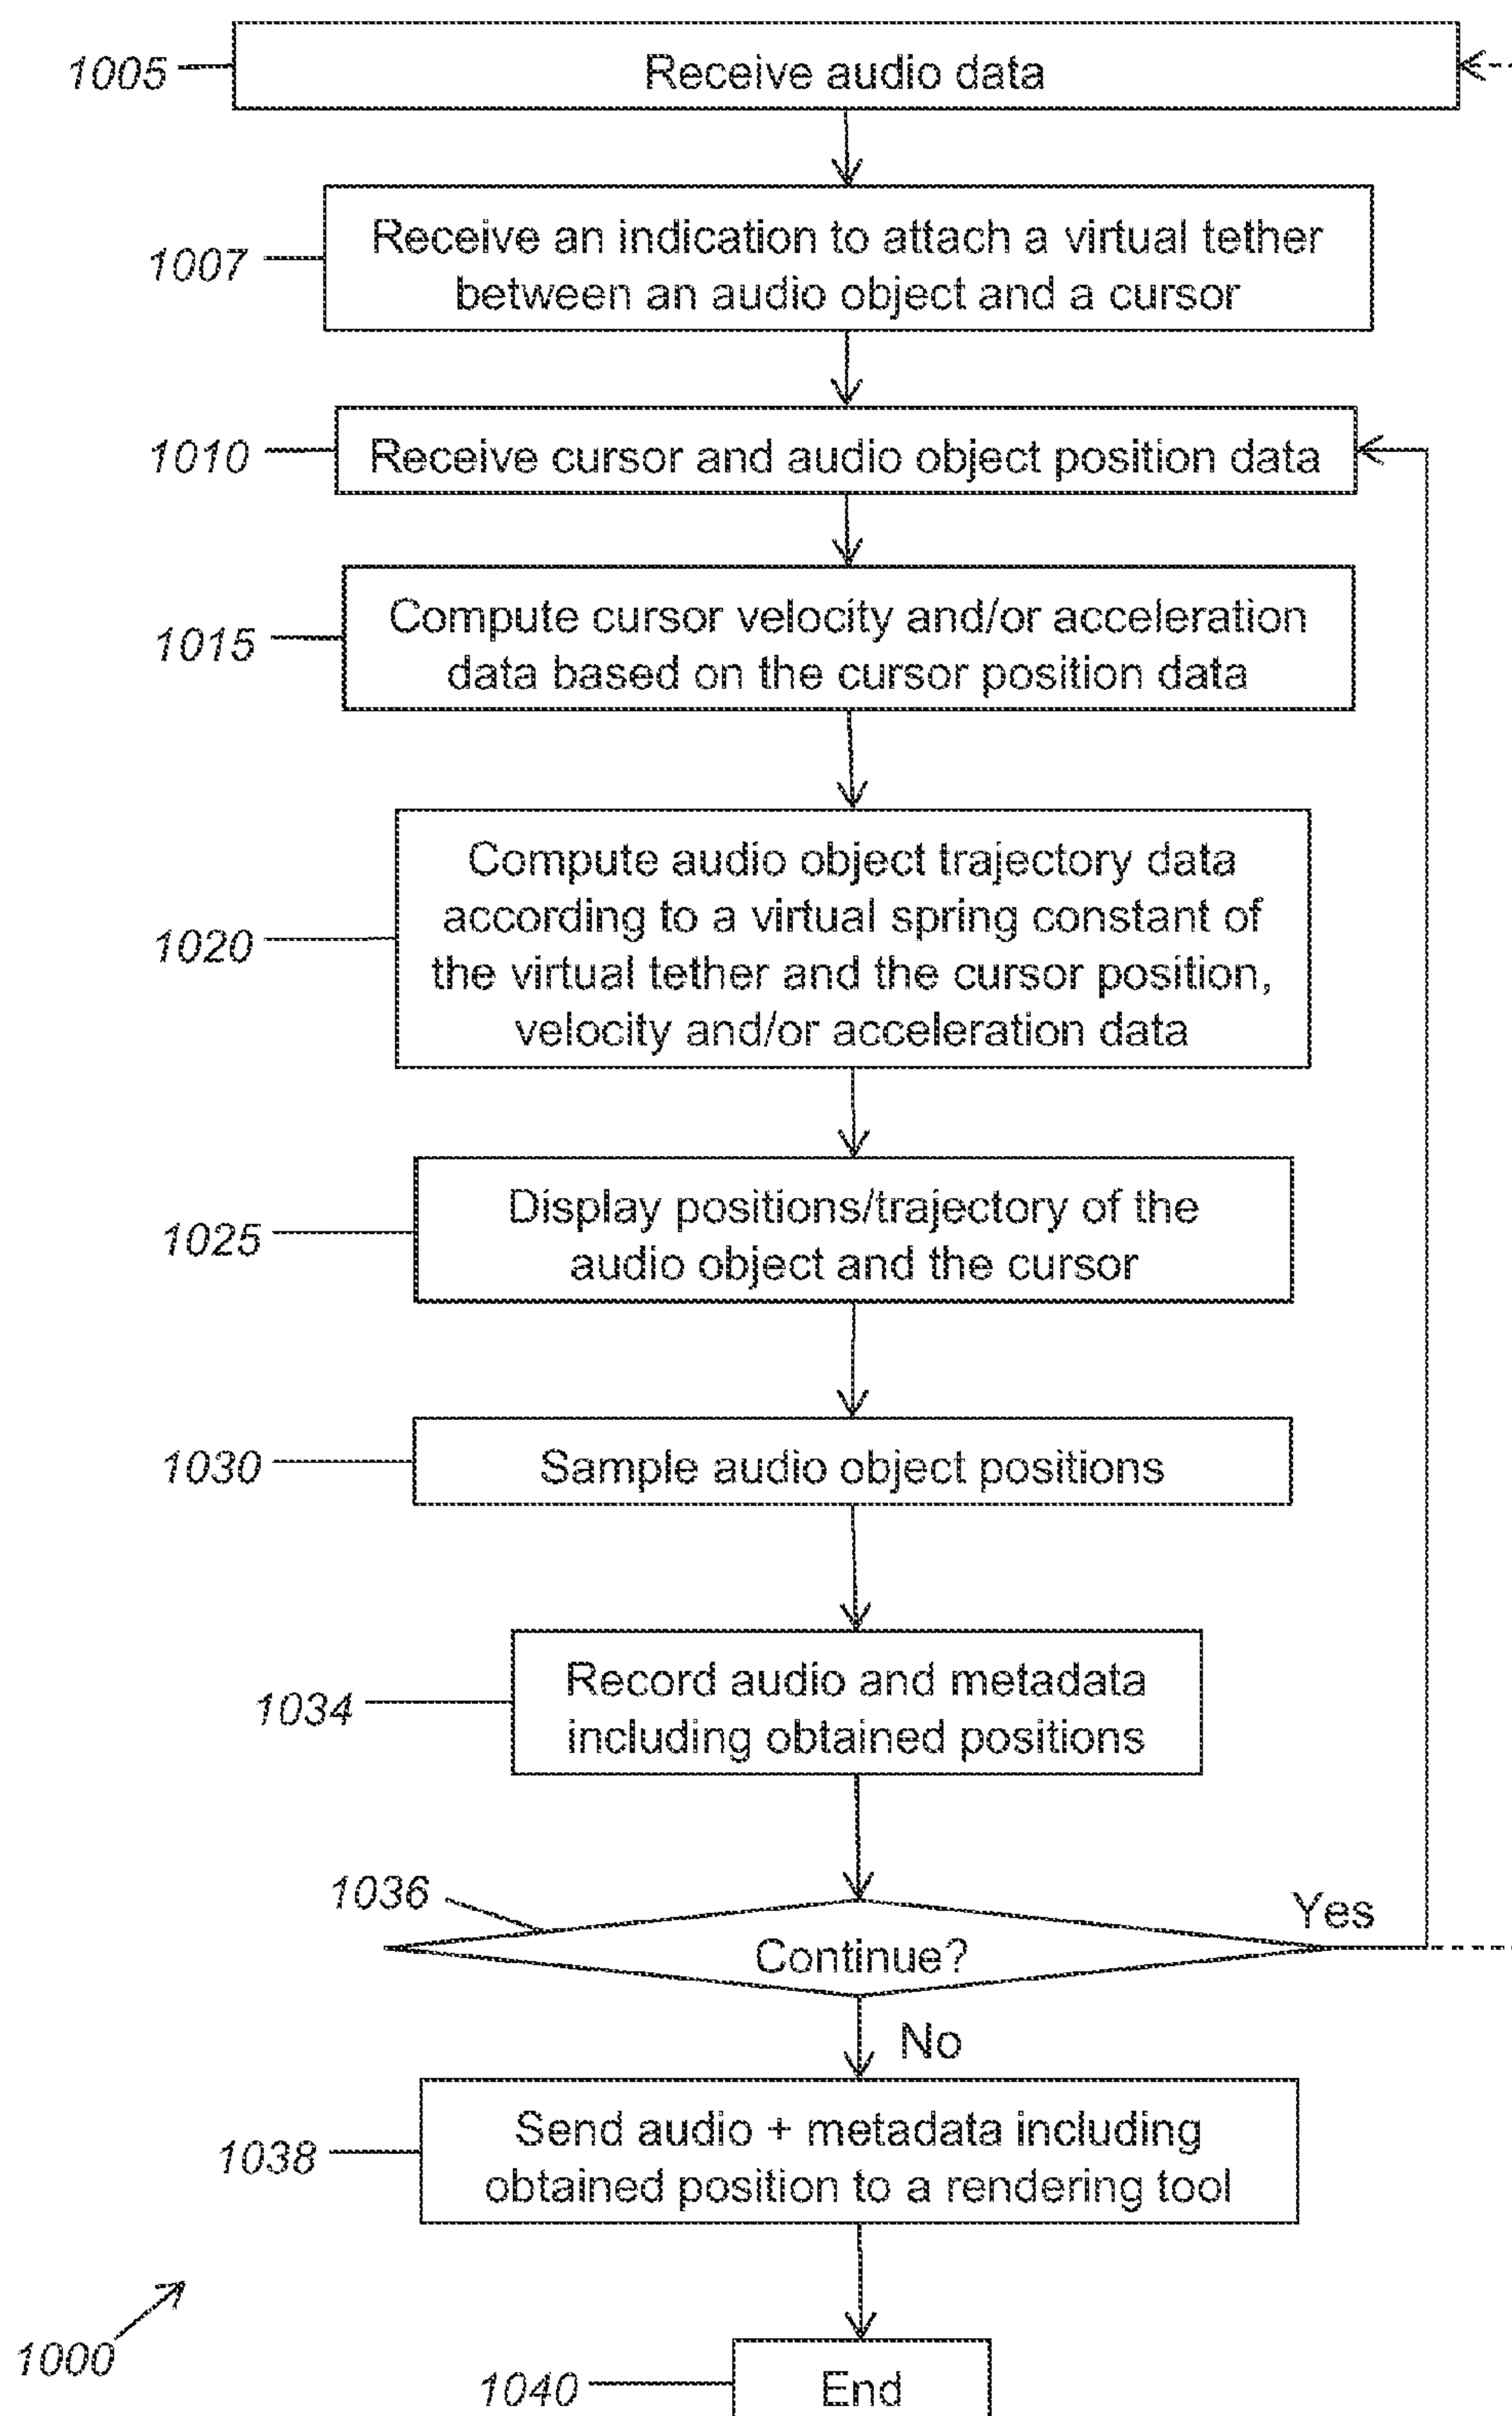 1005
Receive audio data
1007
Receive an indication to attach a virtual tether
between an audio object and a cursor
1010
Receive cursor and audio object position data
1015
Compute cursor velocity and/or acceleration
data based on the cursor position data
1020
Compute audio object trajectory data
according to a virtual spring constant of
the virtual tether and the cursor position,
velocity and/or acceleration data
1025
Display positions/trajectory of the
audio object and the cursor
1030
Sample audio object positions
1034
Record audio and metadata
including obtained positions
1036
Continue?
Yes
No
1038
Send audio + metadata including
obtained position to a rendering tool
1000
1040
End